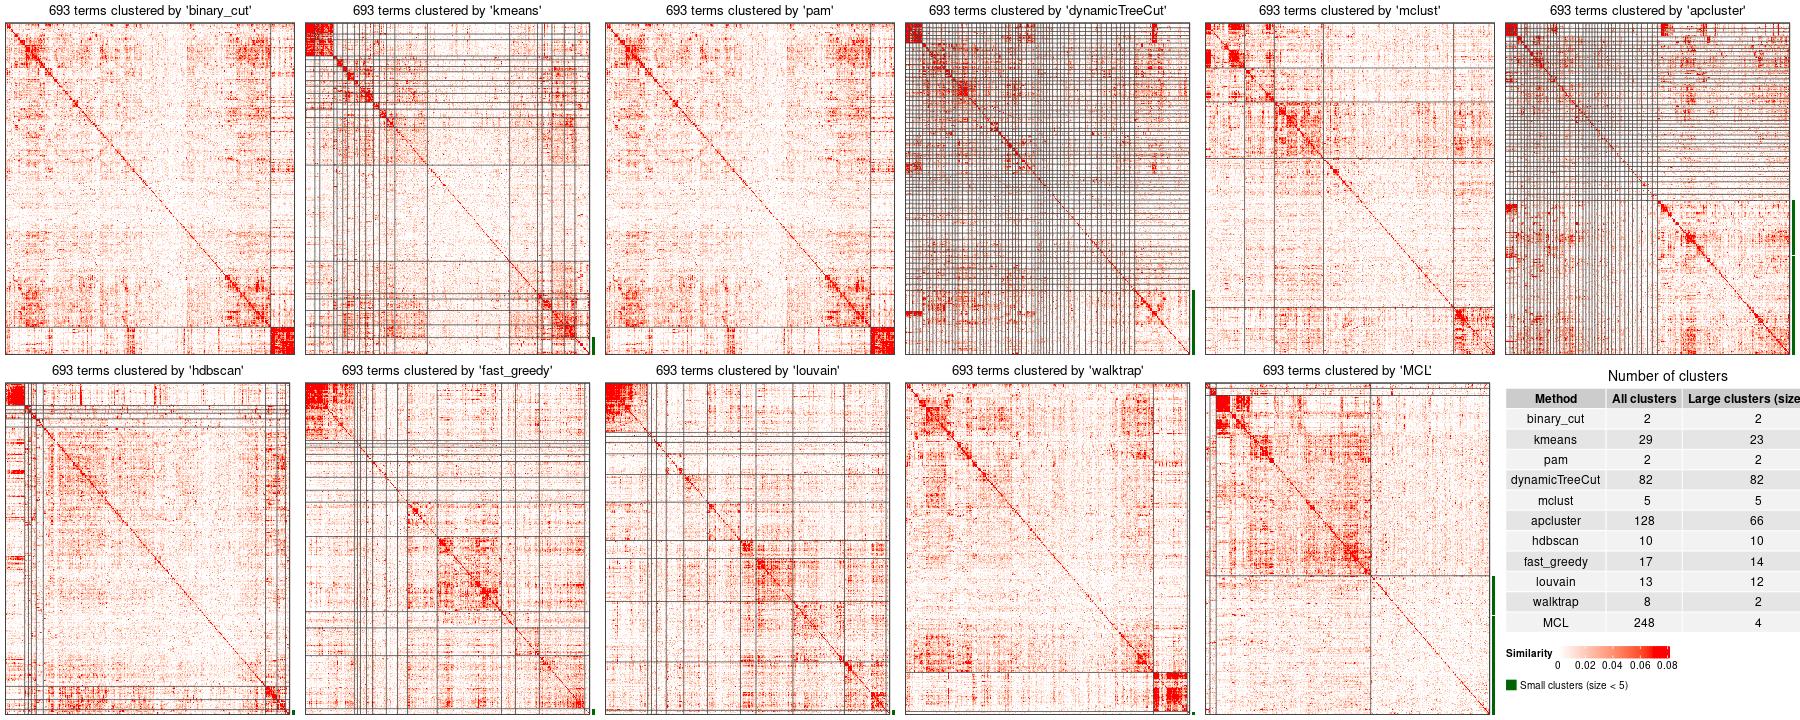 693 terms clustered by 'binary_cut'
693 terms clustered by 'kmeans'
693 terms clustered by 'pam'
693 terms clustered by 'dynamicTreeCut'
693 terms clustered by 'mclust'
693 terms clustered by 'apcluster'
693 terms clustered by 'hdbscan'
693 terms clustered by 'fast_greedy'
693 terms clustered by 'louvain'
693 terms clustered by 'walktrap'
693 terms clustered by 'MCL'
Number of clusters
Method All clusters Large clusters (size
binary_cut 2 2
kmeans 29 23
pam 2 2
dynamicTreeCut 82 82
mclust 5 5
apcluster 128 66
hdbscan 10 10
fast_greedy 17 14
louvain 13 12
walktrap 8 2
MCL 248 4
Similarity
0 0.02 0.04 0.06 0.08
Small clusters (size < 5)